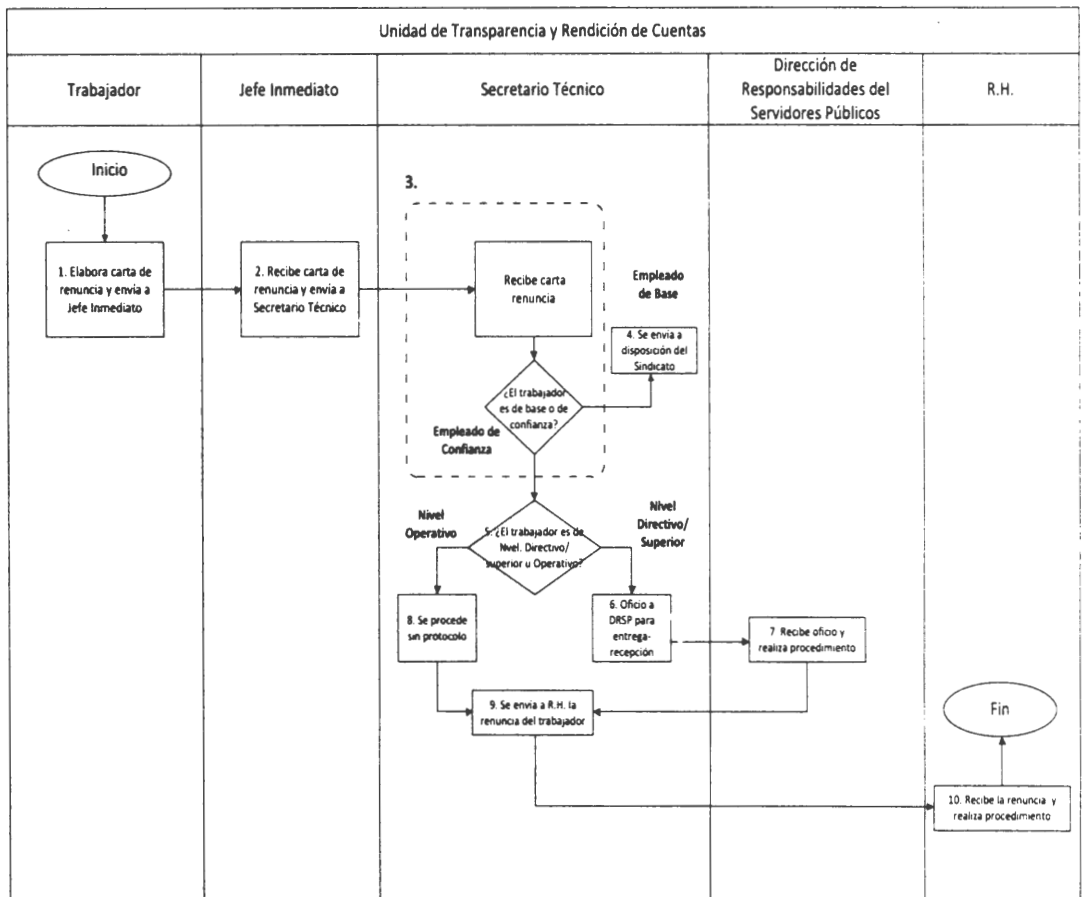 Unidad de Transparencia y Rendición de Cuentas
Trabajador
Jefe Inmediato
Secretario Técnico
Dirección de
Responsabilidades del
Servidores Públicos
R.H.
Inicio
3.
1. Elabora carta de
renuncia y envia a
Jefe Inmediato
2. Recibe carta de
renuncia y envia a
Secretario Técnico
Recibe carta
renuncia
Empleado
de Base
4. Se envia a
disposición del
Sindicato
¿El trabajador
es de base o de
confianza?
Empleado de
Confianza
Nivel
Operativo
5. ¿El trabajador es de
Nivel. Directivo/
superior u Operativo?
Nivel
Directivo/
Superior
8. Se procede
sin protocolo
6. Oficio a
DRSP para
entrega-
recepción
7 Recibe oficio y
realiza procedimiento
9. Se envia a R.H. la
renuncia del trabajador
Fin
10. Recibe la renuncia y
realiza procedimiento